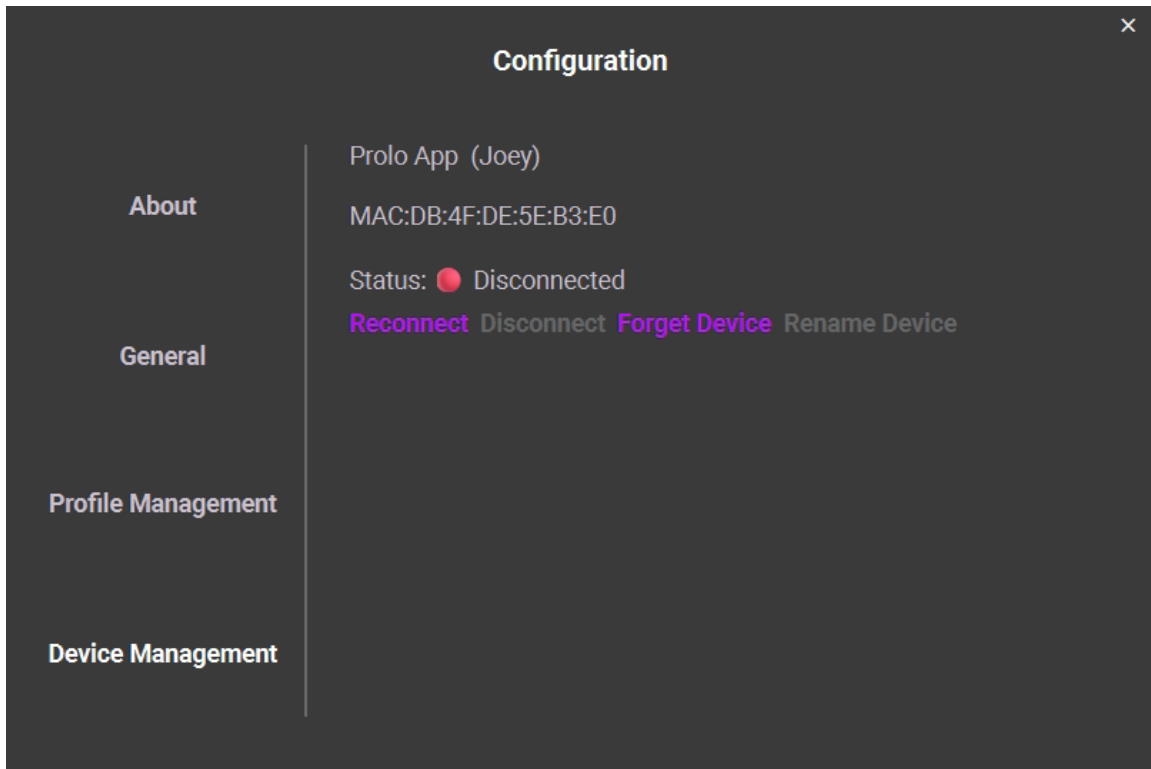 ×
Configuration
About
General
Profile Management
Device Management
Prolo App (Joey)
MAC:DB:4F:DE:5E:B3:E0
Status: Disconnected
Reconnect Disconnect Forget Device Rename Device